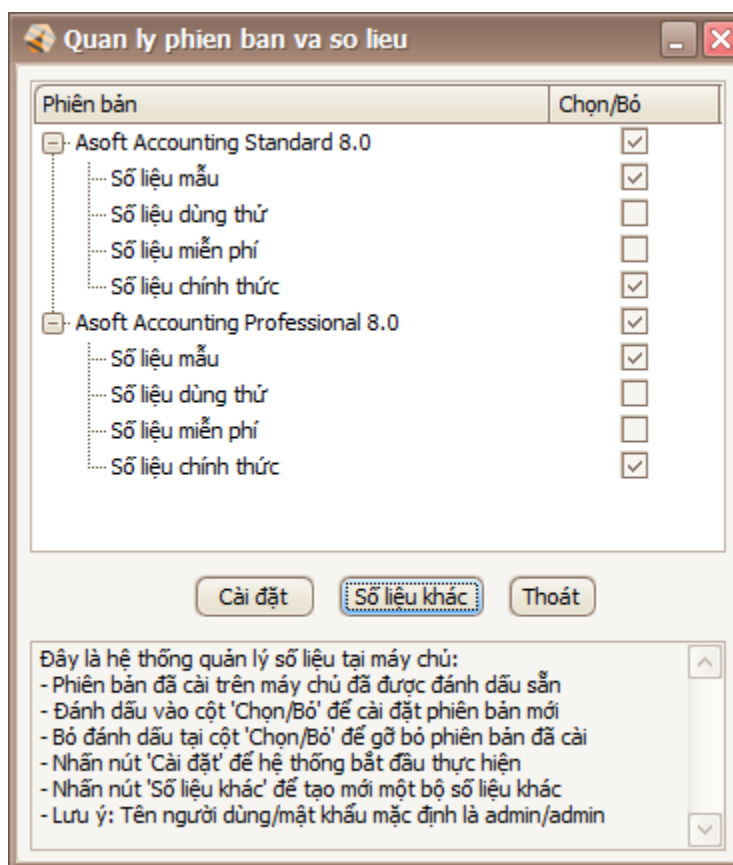 Quan ly phien ban va so lieu
Phiên bản Chọn/Bỏ
Asoft Accounting Standard 8.0
Số liệu mẫu
Số liệu dùng thử
Số liệu miễn phí
Số liệu chính thức
Asoft Accounting Professional 8.0
Số liệu mẫu
Số liệu dùng thử
Số liệu miễn phí
Số liệu chính thức
Cài đặt Số liệu khác Thoát
Đây là hệ thống quản lý số liệu tại máy chủ:
- Phiên bản đã cài trên máy chủ đã được đánh dấu sẵn
- Đánh dấu vào cột 'Chọn/Bỏ' để cài đặt phiên bản mới
- Bỏ đánh dấu tại cột 'Chọn/Bỏ' để gỡ bỏ phiên bản đã cài
- Nhấn nút 'Cài đặt' để hệ thống bắt đầu thực hiện
- Nhấn nút 'Số liệu khác' để tạo mới một bộ số liệu khác
- Lưu ý: Tên người dùng/mật khẩu mặc định là admin/admin